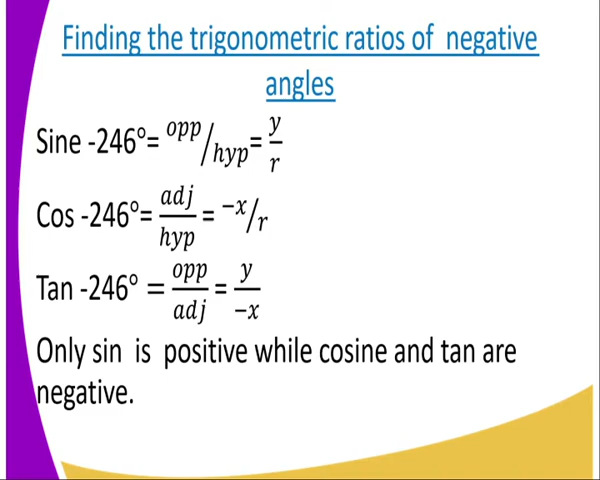 Finding the trigonometric ratios of negative
angles
Sine -246°= opp/hyp= y/r
Cos -246°= adj/hyp = -x/r
Tan -246° = opp/adj = y/-x
Only sin is positive while cosine and tan are
negative.